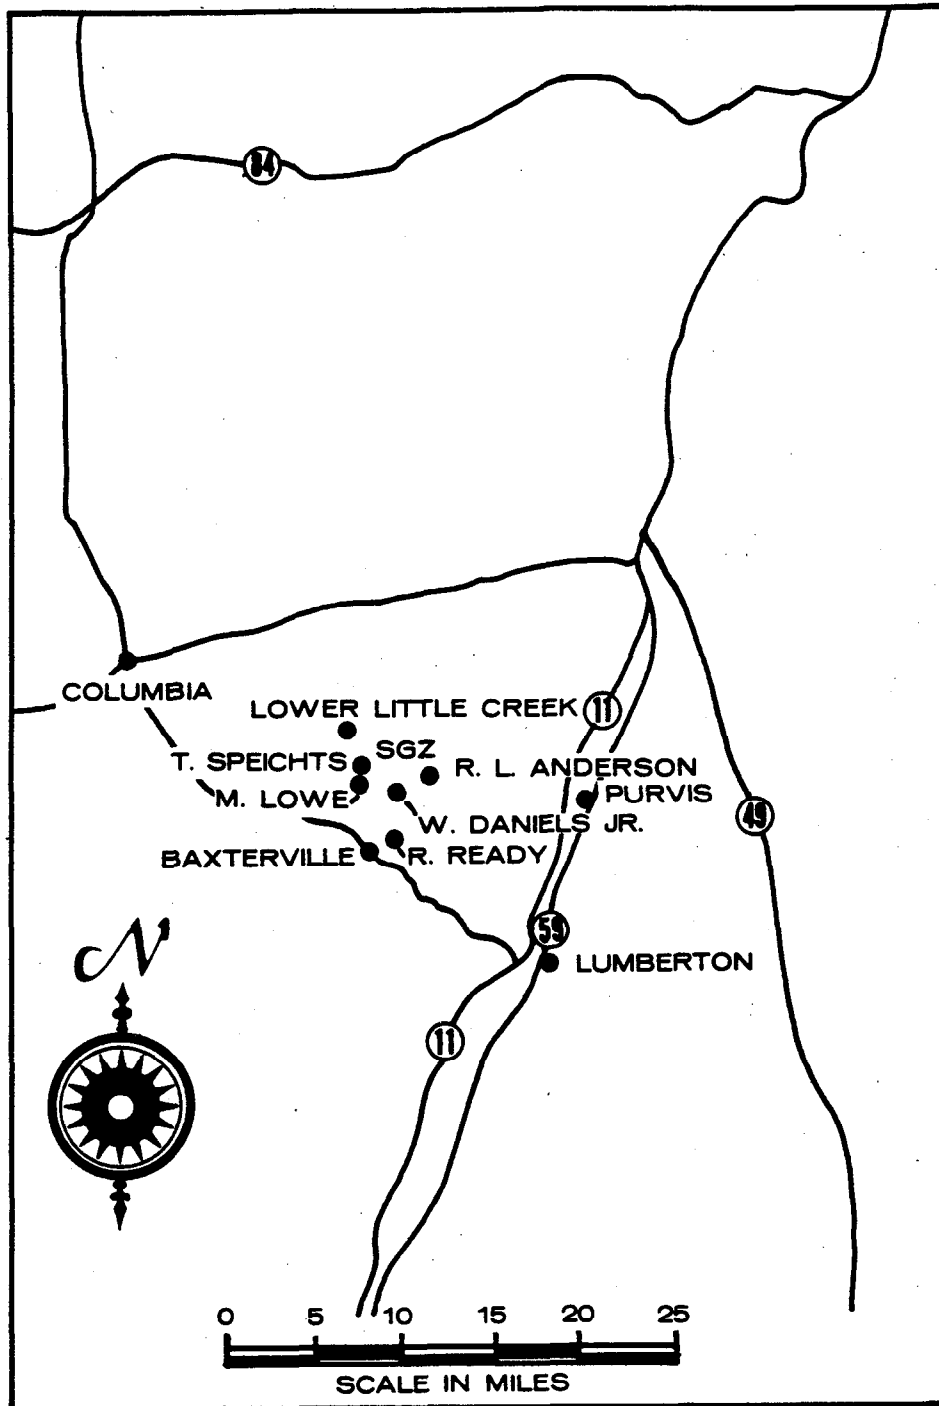 N
84
COLUMBIA
LOWER LITTLE CREEK
11
SGZ
T. SPEICHTS
R. L. ANDERSON
M. LOWE
PURVIS
49
W. DANIELS JR.
BAXTERVILLE
R. READY
59
LUMBERTON
11
0 5 10 15 20 25
SCALE IN MILES